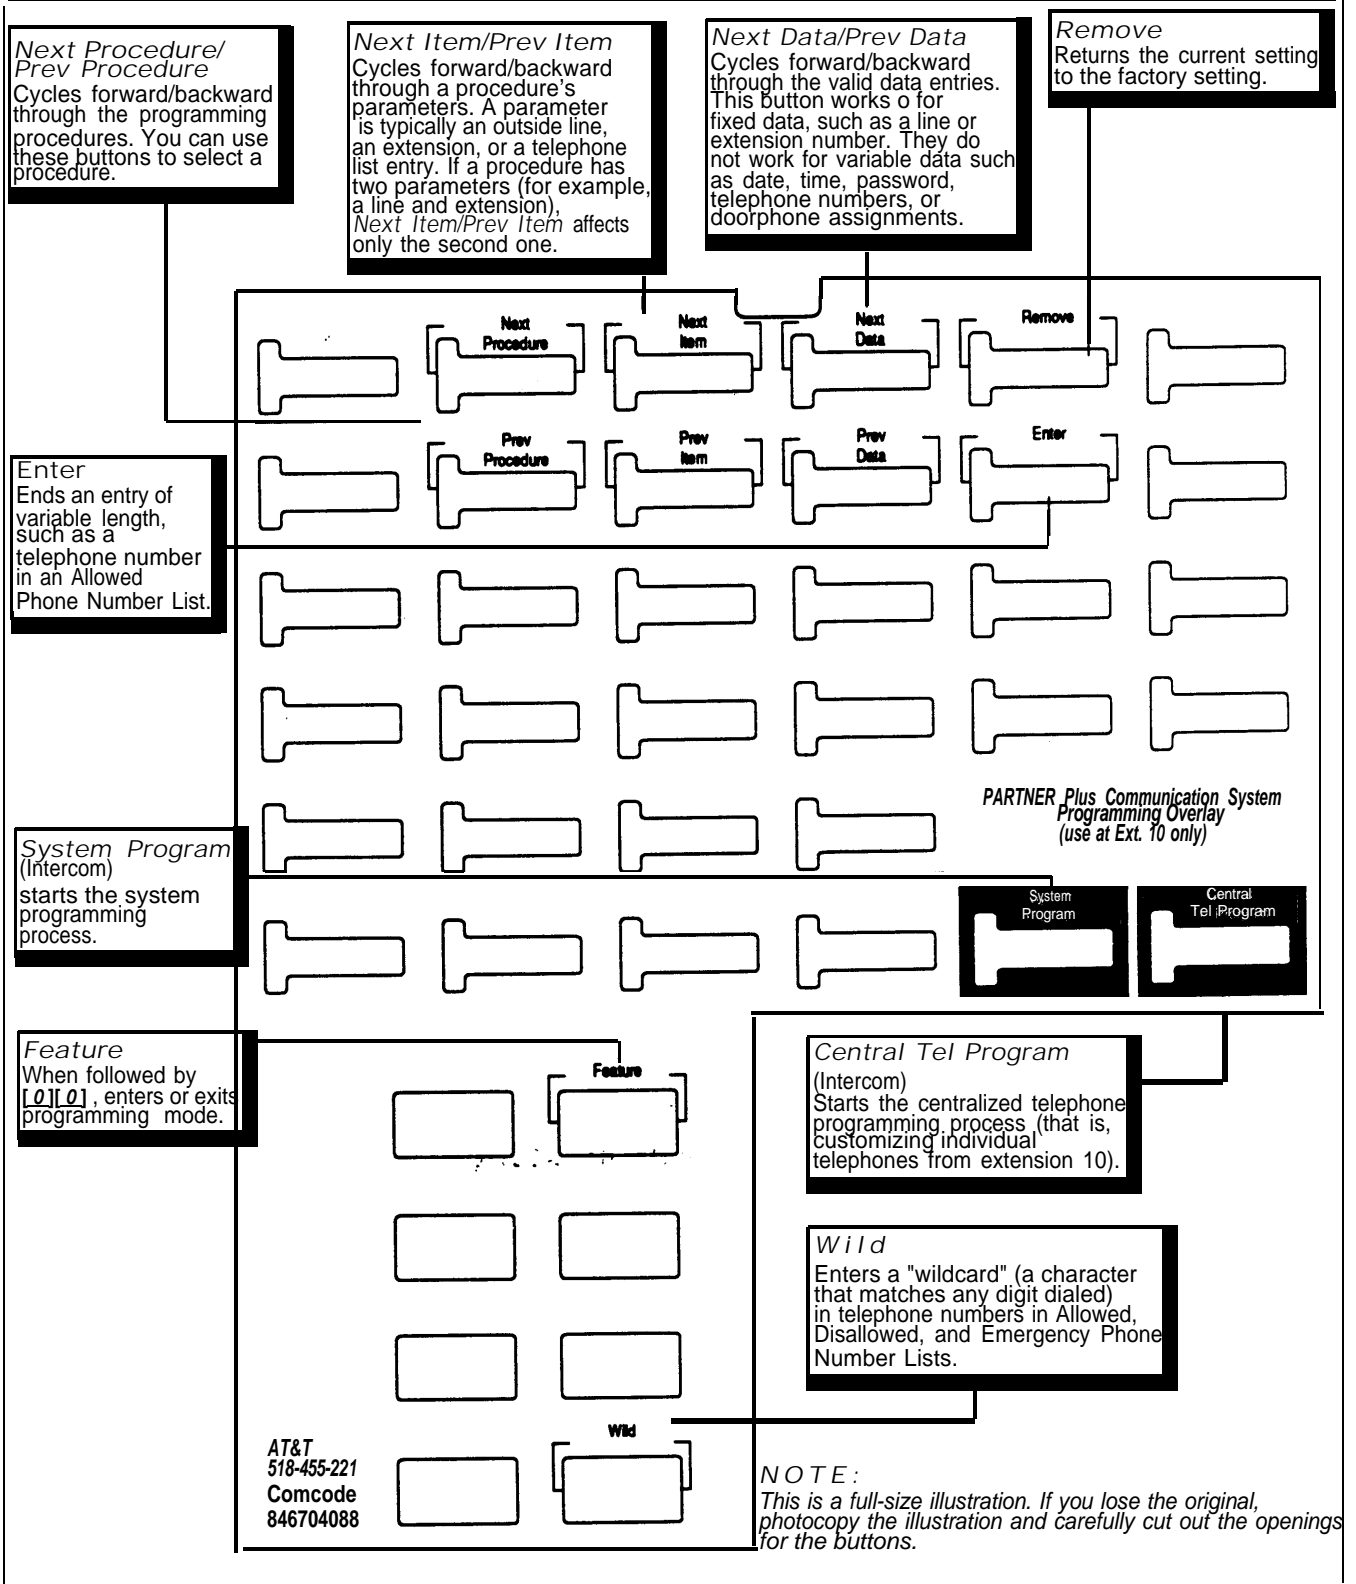 Next Procedure/
Prev Procedure
Cycles forward/backward
through the programming
procedures. You can use
these buttons to select a
procedure.
Next Item/Prev Item
Cycles forward/backward
through a procedure's
parameters. A parameter
is typically an outside line,
an extension, or a telephone
list entry. If a procedure has
two parameters (for example,
a line and extension),
Next Item/Prev Item affects
only the second one.
Next Data/Prev Data
Cycles forward/backward
through the valid data entries.
This button works o for
fixed data, such as a line or
extension number. They do
not work for variable data such
as date, time, password,
telephone numbers, or
doorphone assignments.
Remove
Returns the current setting
to the factory setting.
Next
Procedure
Next
Item
Next
Data
Remove
Prev
Procedure
Prev
Item
Prev
Data
Enter
Enter
Ends an entry of
variable length,
such as a
telephone number
in an Allowed
Phone Number List.
PARTNER Plus Communication System
Programming Overlay
(use at Ext. 10 only)
System Program
(Intercom)
starts the system
programming
process.
System
Program
Central
Tel Program
Feature
When followed by
[0][0], enters or exits
programming mode.
Feature
Central Tel Program
(Intercom)
Starts the centralized telephone
programming process (that is,
customizing individual
telephones from extension 10).
Wild
Enters a "wildcard" (a character
that matches any digit dialed)
in telephone numbers in Allowed,
Disallowed, and Emergency Phone
Number Lists.
Wild
AT&T
518-455-221
Comcode
846704088
NOTE:
This is a full-size illustration. If you lose the original,
photocopy the illustration and carefully cut out the openings
for the buttons.